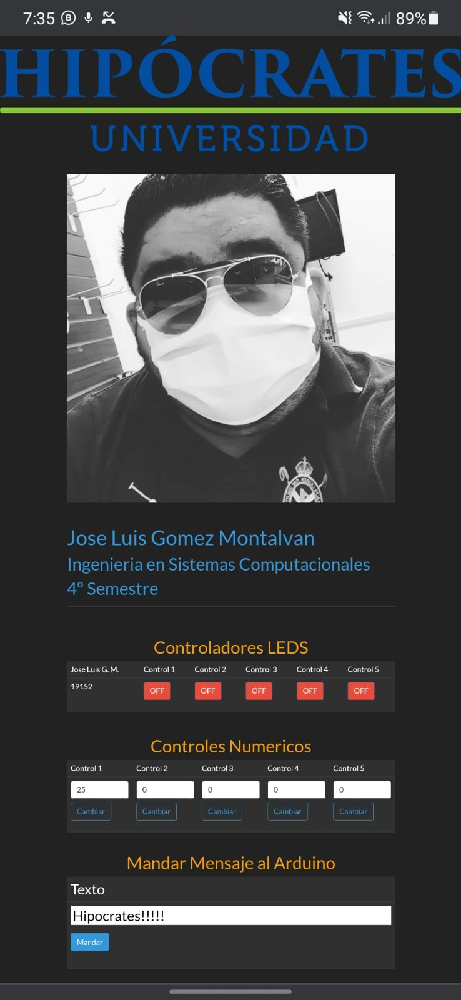 7:35
89%
HIPÓCRATES
UNIVERSIDAD
Jose Luis Gomez Montalvan
Ingenieria en Sistemas Computacionales
4º Semestre
Controladores LEDS
Jose Luis G. M. Control 1 Control 2 Control 3 Control 4 Control 5
19152 OFF OFF OFF OFF OFF
Controles Numericos
Control 1 Control 2 Control 3 Control 4 Control 5
25 0 0 0 0
Cambiar Cambiar Cambiar Cambiar Cambiar
Mandar Mensaje al Arduino
Texto
Hipocrates!!!!!
Mandar